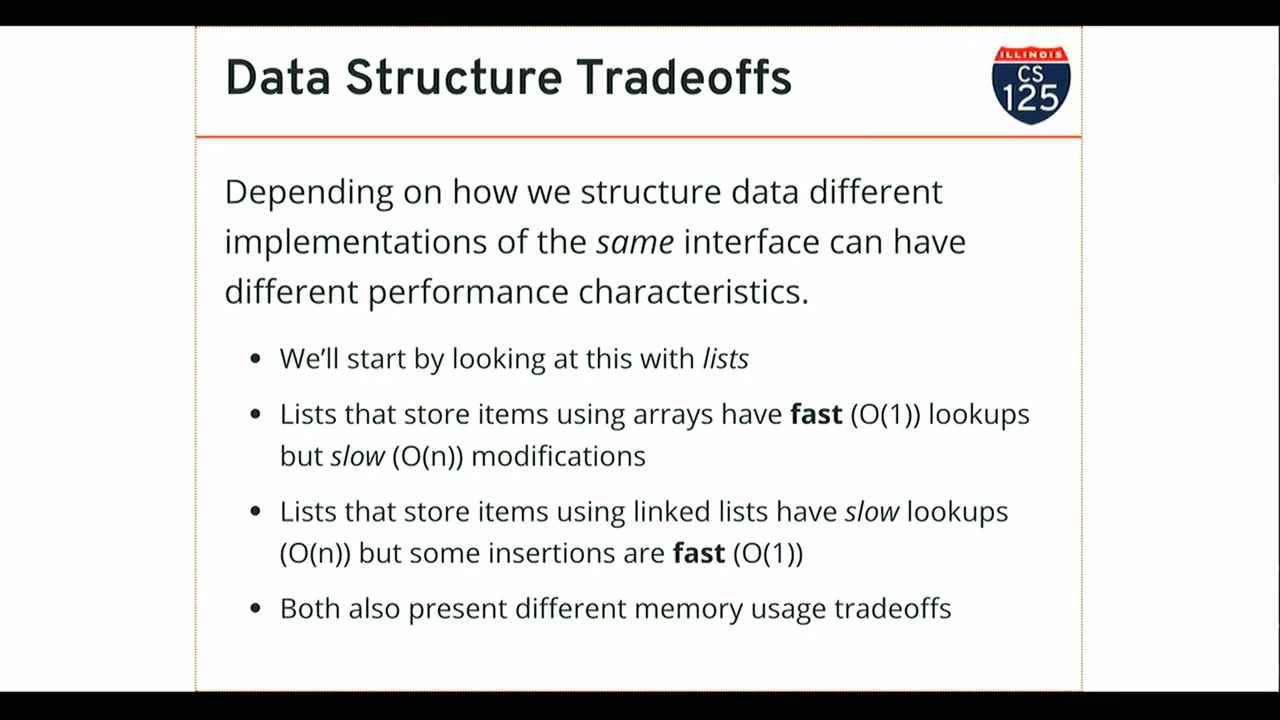 Data Structure Tradeoffs
ILLINOIS
CS
125
Depending on how we structure data different
implementations of the same interface can have
different performance characteristics.
• We'll start by looking at this with lists
• Lists that store items using arrays have fast (O(1)) lookups
but slow (O(n)) modifications
• Lists that store items using linked lists have slow lookups
(O(n)) but some insertions are fast (O(1))
• Both also present different memory usage tradeoffs